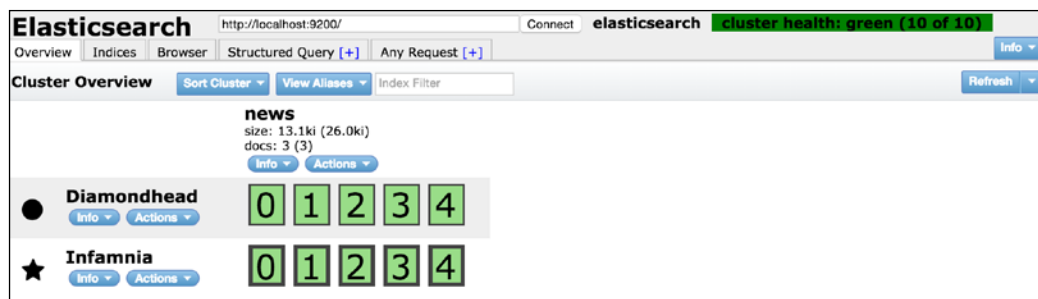 Elasticsearch http://localhost:9200/ Connect elasticsearch cluster health: green (10 of 10)
Overview Indices Browser Structured Query [+] Any Request [+] Info
Cluster Overview Sort Cluster View Aliases Index Filter Refresh
news
size: 13.1ki (26.0ki)
docs: 3 (3)
Info Actions
Diamondhead 0 1 2 3 4
Info Actions
Infamnia 0 1 2 3 4
Info Actions